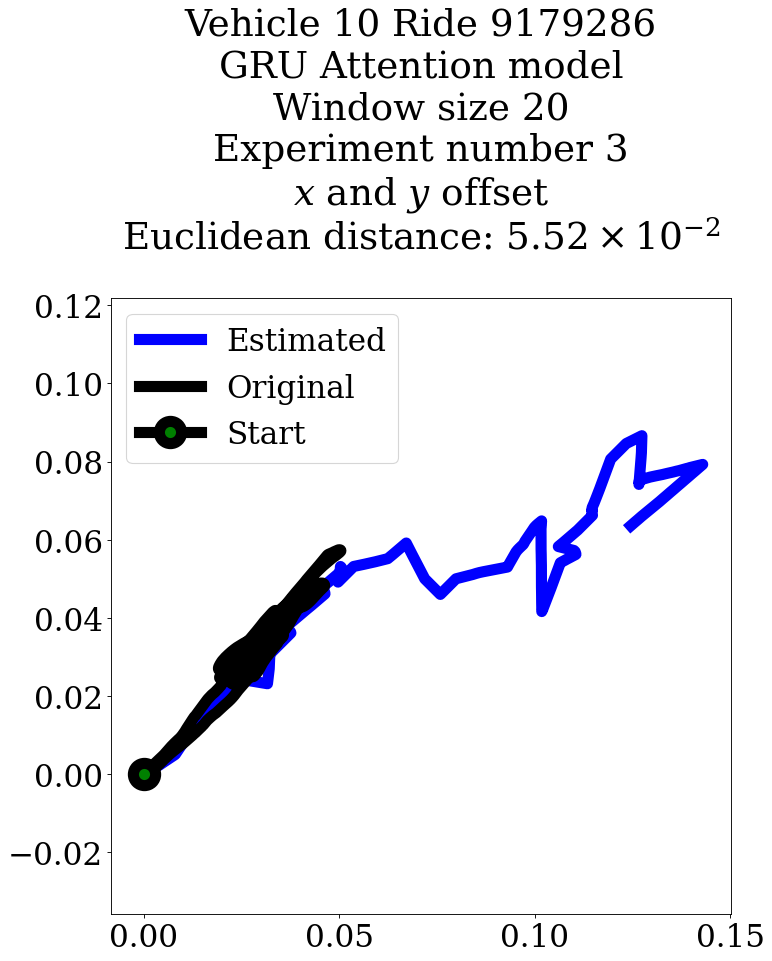 Vehicle 10 Ride 9179286
GRU Attention model
Window size 20
Experiment number 3
x and y offset
Euclidean distance: 5.52 × 10⁻²
0.12
0.10
0.08
0.06
0.04
0.02
0.00
−0.02
Estimated
Original
Start
0.00 0.05 0.10 0.15